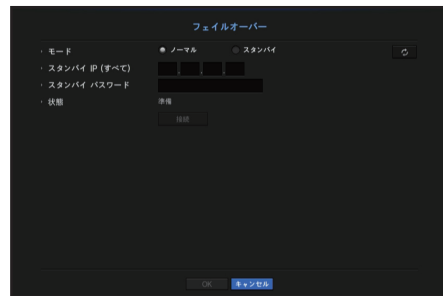 フェイルオーバー
・ モード ノーマル スタンバイ
・ スタンバイ IP (すべて) . . .
・ スタンバイ パスワード
・ 状態 準備
接続
OK キャンセル